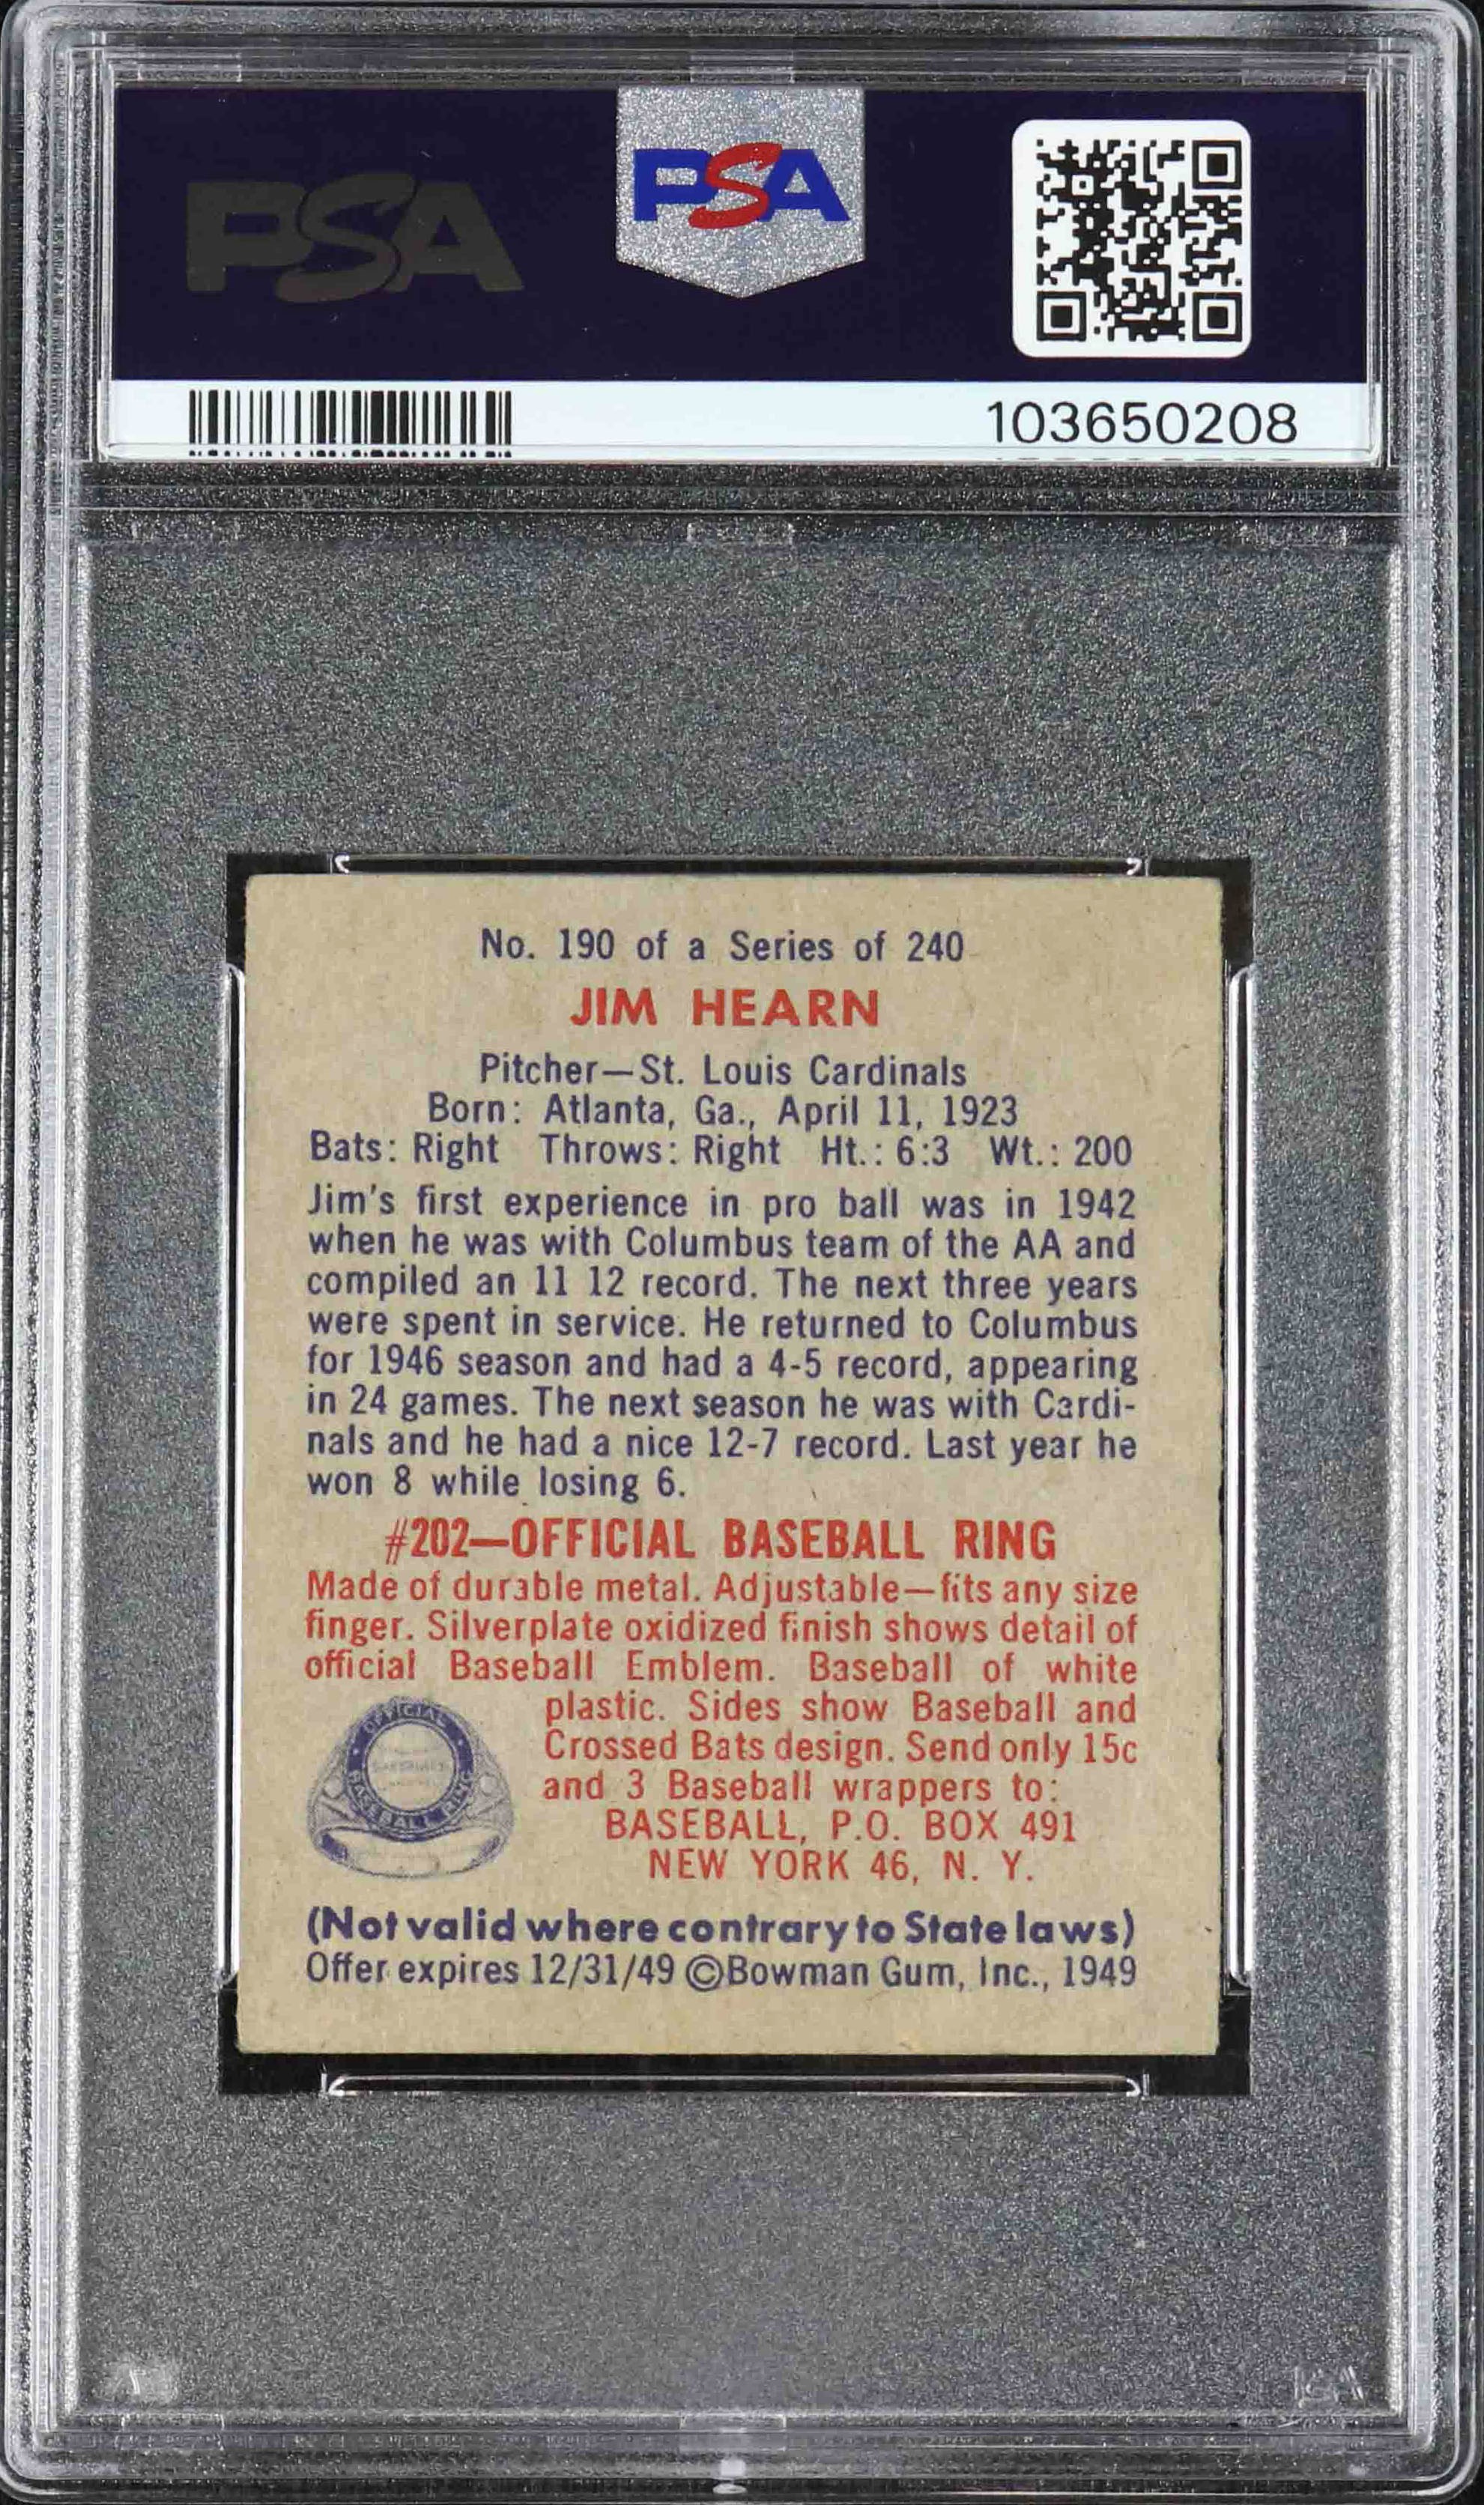 PSA
PSA
103650208
No. 190 of a Series of 240
JIM HEARN
Pitcher—St. Louis Cardinals
Born: Atlanta, Ga., April 11, 1923
Bats: Right Throws: Right Ht.: 6:3 Wt.: 200
Jim's first experience in pro ball was in 1942
when he was with Columbus team of the AA and
compiled an 11 12 record. The next three years
were spent in service. He returned to Columbus
for 1946 season and had a 4-5 record, appearing
in 24 games. The next season he was with Cardi-
nals and he had a nice 12-7 record. Last year he
won 8 while losing 6.
#202—OFFICIAL BASEBALL RING
Made of durable metal. Adjustable—fits any size
finger. Silverplate oxidized finish shows detail of
official Baseball Emblem. Baseball of white
plastic. Sides show Baseball and
Crossed Bats design. Send only 15c
and 3 Baseball wrappers to:
BASEBALL, P.O. BOX 491
NEW YORK 46, N. Y.
OFFICIAL
BASEBALL RING
(Not valid where contrary to State laws)
Offer expires 12/31/49 ©Bowman Gum, Inc., 1949